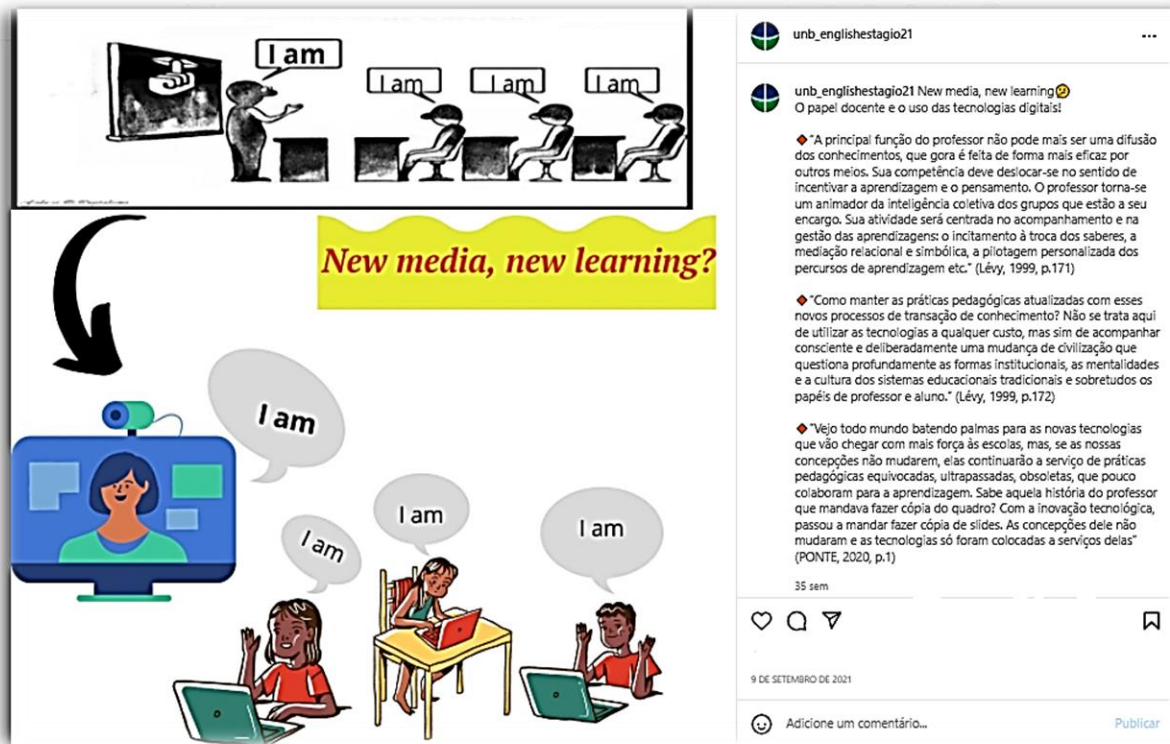 I am
I am
I am
I am
New media, new learning?
I am
I am
I am
I am
unb_englishestagio21
unb_englishestagio21 New media, new learning🫤
O papel docente e o uso das tecnologias digitais!
♦"A principal função do professor não pode mais ser uma difusão
dos conhecimentos, que gora é feita de forma mais eficaz por
outros meios. Sua competência deve deslocar-se no sentido de
incentivar a aprendizagem e o pensamento. O professor torna-se
um animador da inteligência coletiva dos grupos que estão a seu
encargo. Sua atividade será centrada no acompanhamento e na
gestão das aprendizagens: o incitamento à troca dos saberes, a
mediação relacional e simbólica, a pilotagem personalizada dos
percursos de aprendizagem etc." (Lévy, 1999, p.171)
♦"Como manter as práticas pedagógicas atualizadas com esses
novos processos de transação de conhecimento? Não se trata aqui
de utilizar as tecnologias a qualquer custo, mas sim de acompanhar
consciente e deliberadamente uma mudança de civilização que
questiona profundamente as formas institucionais, as mentalidades
e a cultura dos sistemas educacionais tradicionais e sobretudos os
papéis de professor e aluno." (Lévy, 1999, p.172)
♦"Vejo todo mundo batendo palmas para as novas tecnologias
que vão chegar com mais força às escolas, mas, se as nossas
concepções não mudarem, elas continuarão a serviço de práticas
pedagógicas equivocadas, ultrapassadas, obsoletas, que pouco
colaboram para a aprendizagem. Sabe aquela história do professor
que mandava fazer cópia do quadro? Com a inovação tecnológica,
passou a mandar fazer cópia de slides. As concepções dele não
mudaram e as tecnologias só foram colocadas a serviços delas"
(PONTE, 2020, p.1)
35 sem
9 DE SETEMBRO DE 2021
Adicione um comentário...
Publicar